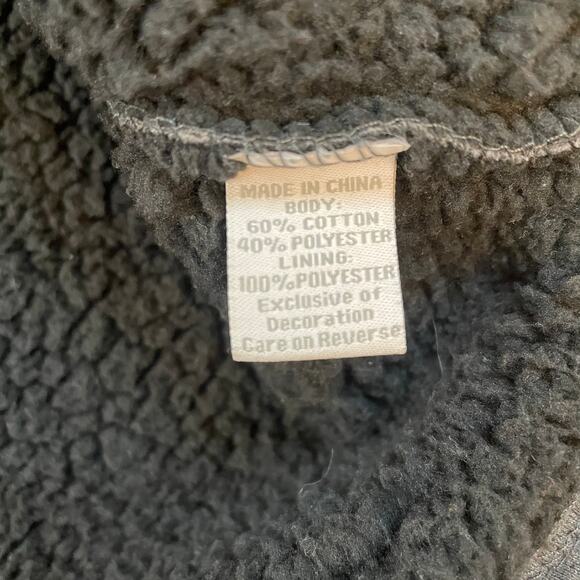 MADE IN CHINA
BODY:
60% COTTON
40% POLYESTER
LINING:
100%POLYESTER
Exclusive of
Decoration
Care on Reverse